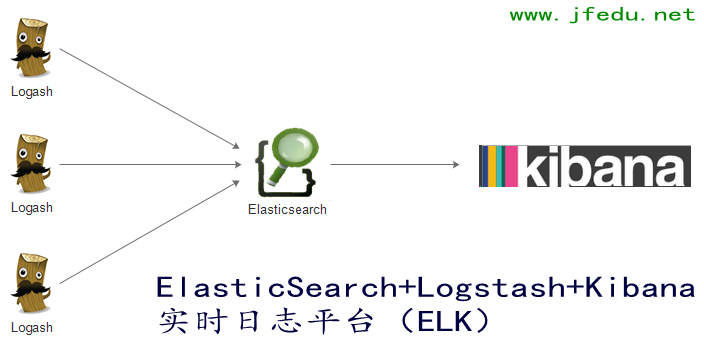 www.jfedu.net
Logash
Logash
Elasticsearch
kibana
Logash
ElasticSearch+Logstash+Kibana
实时日志平台（ELK）